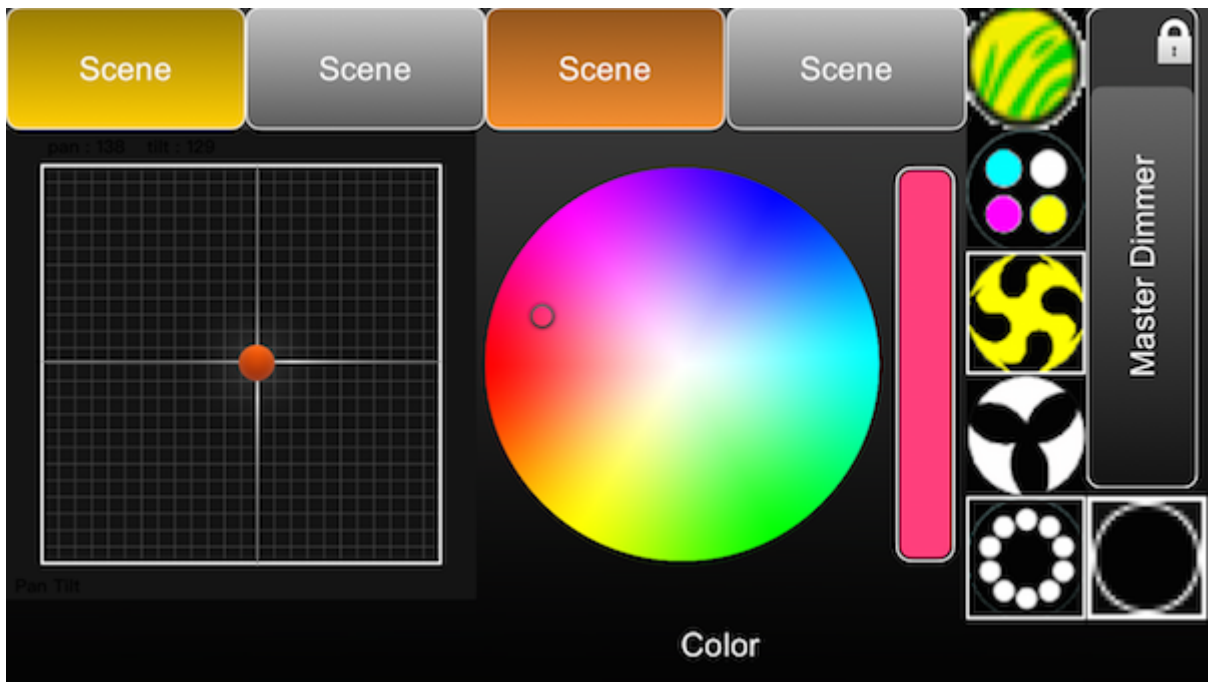 Scene
Scene
Scene
Scene
pan : 138 tilt : 129
Master Dimmer
Pan Tilt
Color